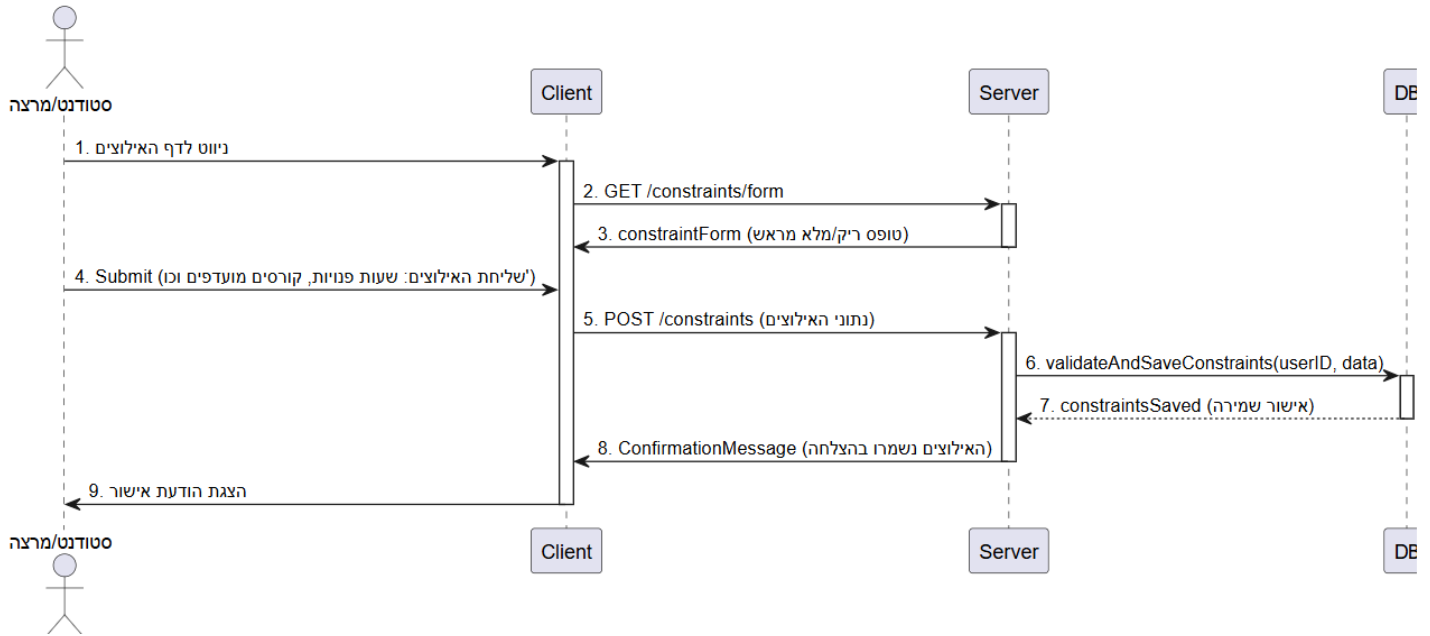 סטודנט/מרצה
Client
Server
DB
1. ניווט לדף האילוצים
2. GET /constraints/form
3. constraintForm (טופס ריק/מלא מראש)
4. Submit (שליחת האילוצים: שעות פנויות, קורסים מועדפים וכו')
5. POST /constraints (נתוני האילוצים)
6. validateAndSaveConstraints(userID, data)
7. constraintsSaved (אישור שמירה)
8. ConfirmationMessage (האילוצים נשמרו בהצלחה)
9. הצגת הודעת אישור
סטודנט/מרצה
Client
Server
DB